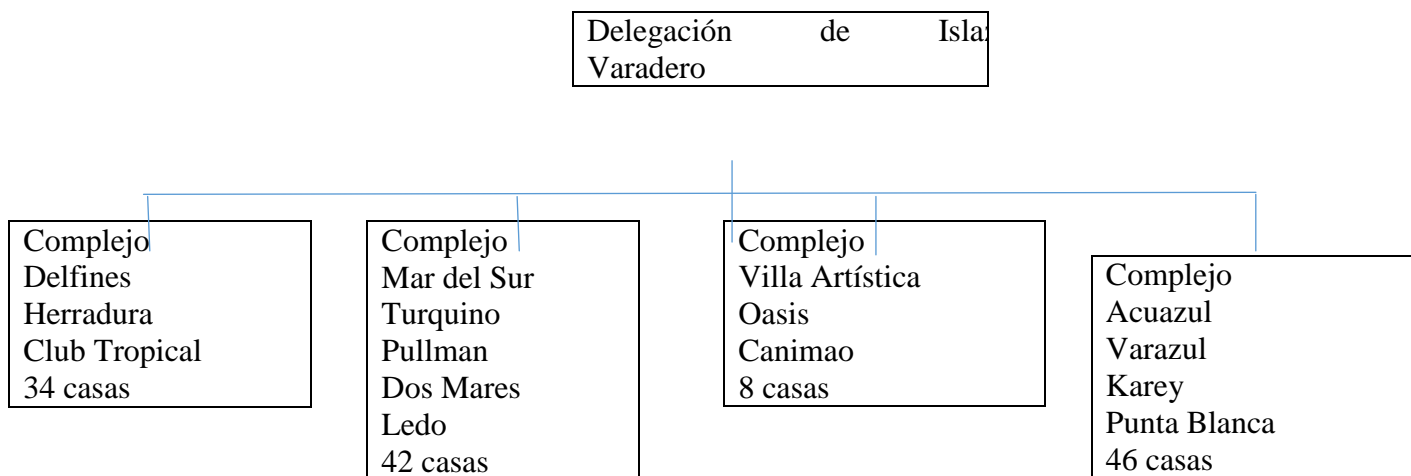 Delegación de Isla
Varadero
Complejo
Delfines
Herradura
Club Tropical
34 casas
Complejo
Mar del Sur
Turquino
Pullman
Dos Mares
Ledo
42 casas
Complejo
Villa Artística
Oasis
Canimao
8 casas
Complejo
Acuazul
Varazul
Karey
Punta Blanca
46 casas